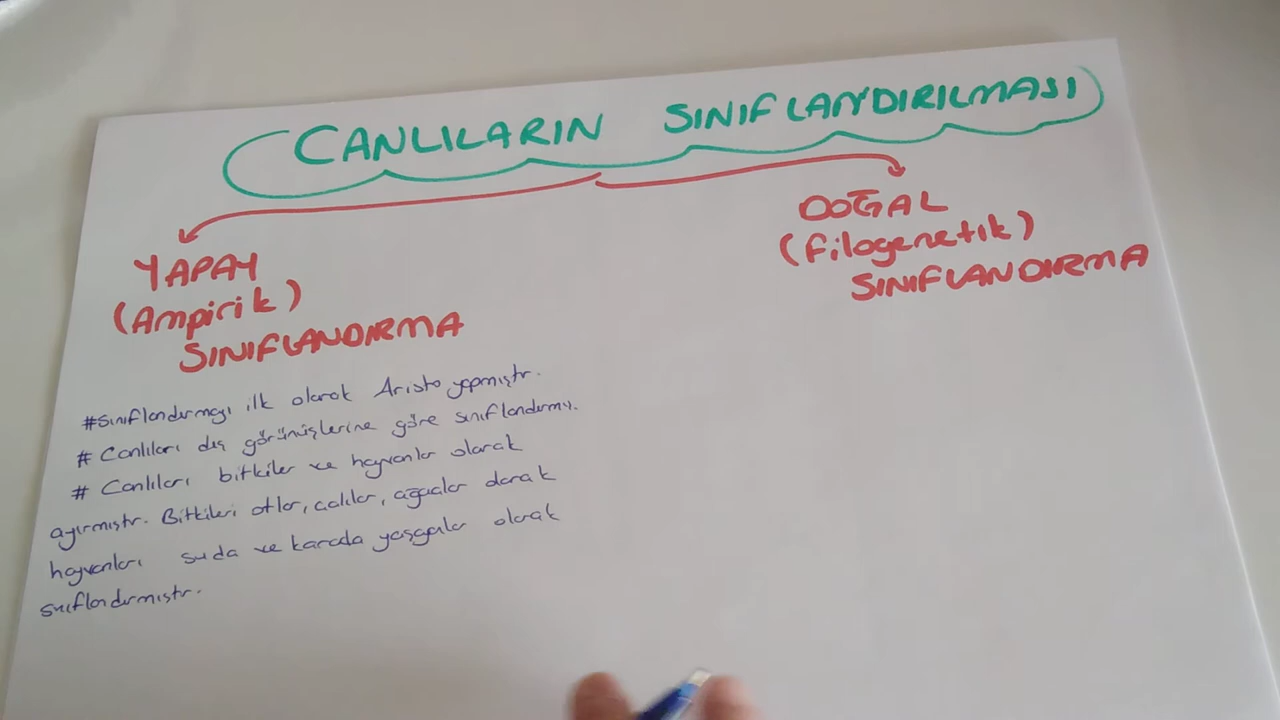 CANLILARIN SINIFLANDIRILMASI
YAPAY
(Ampirik)
SINIFLANDIRMA
DOĞAL
(filogenetik)
SINIFLANDIRMA
#Sınıflandırmayı ilk olarak Aristo yapmıştır.
# Canlıları dış görünüşlerine göre sınıflandırmış.
# Canlıları bitkiler ve hayvanlar olarak
ayırmıştır. Bitkileri otlar, çalılar, ağaçlar olarak
hayvanları suda ve karada yaşayanlar olarak
sınıflandırmıştır.